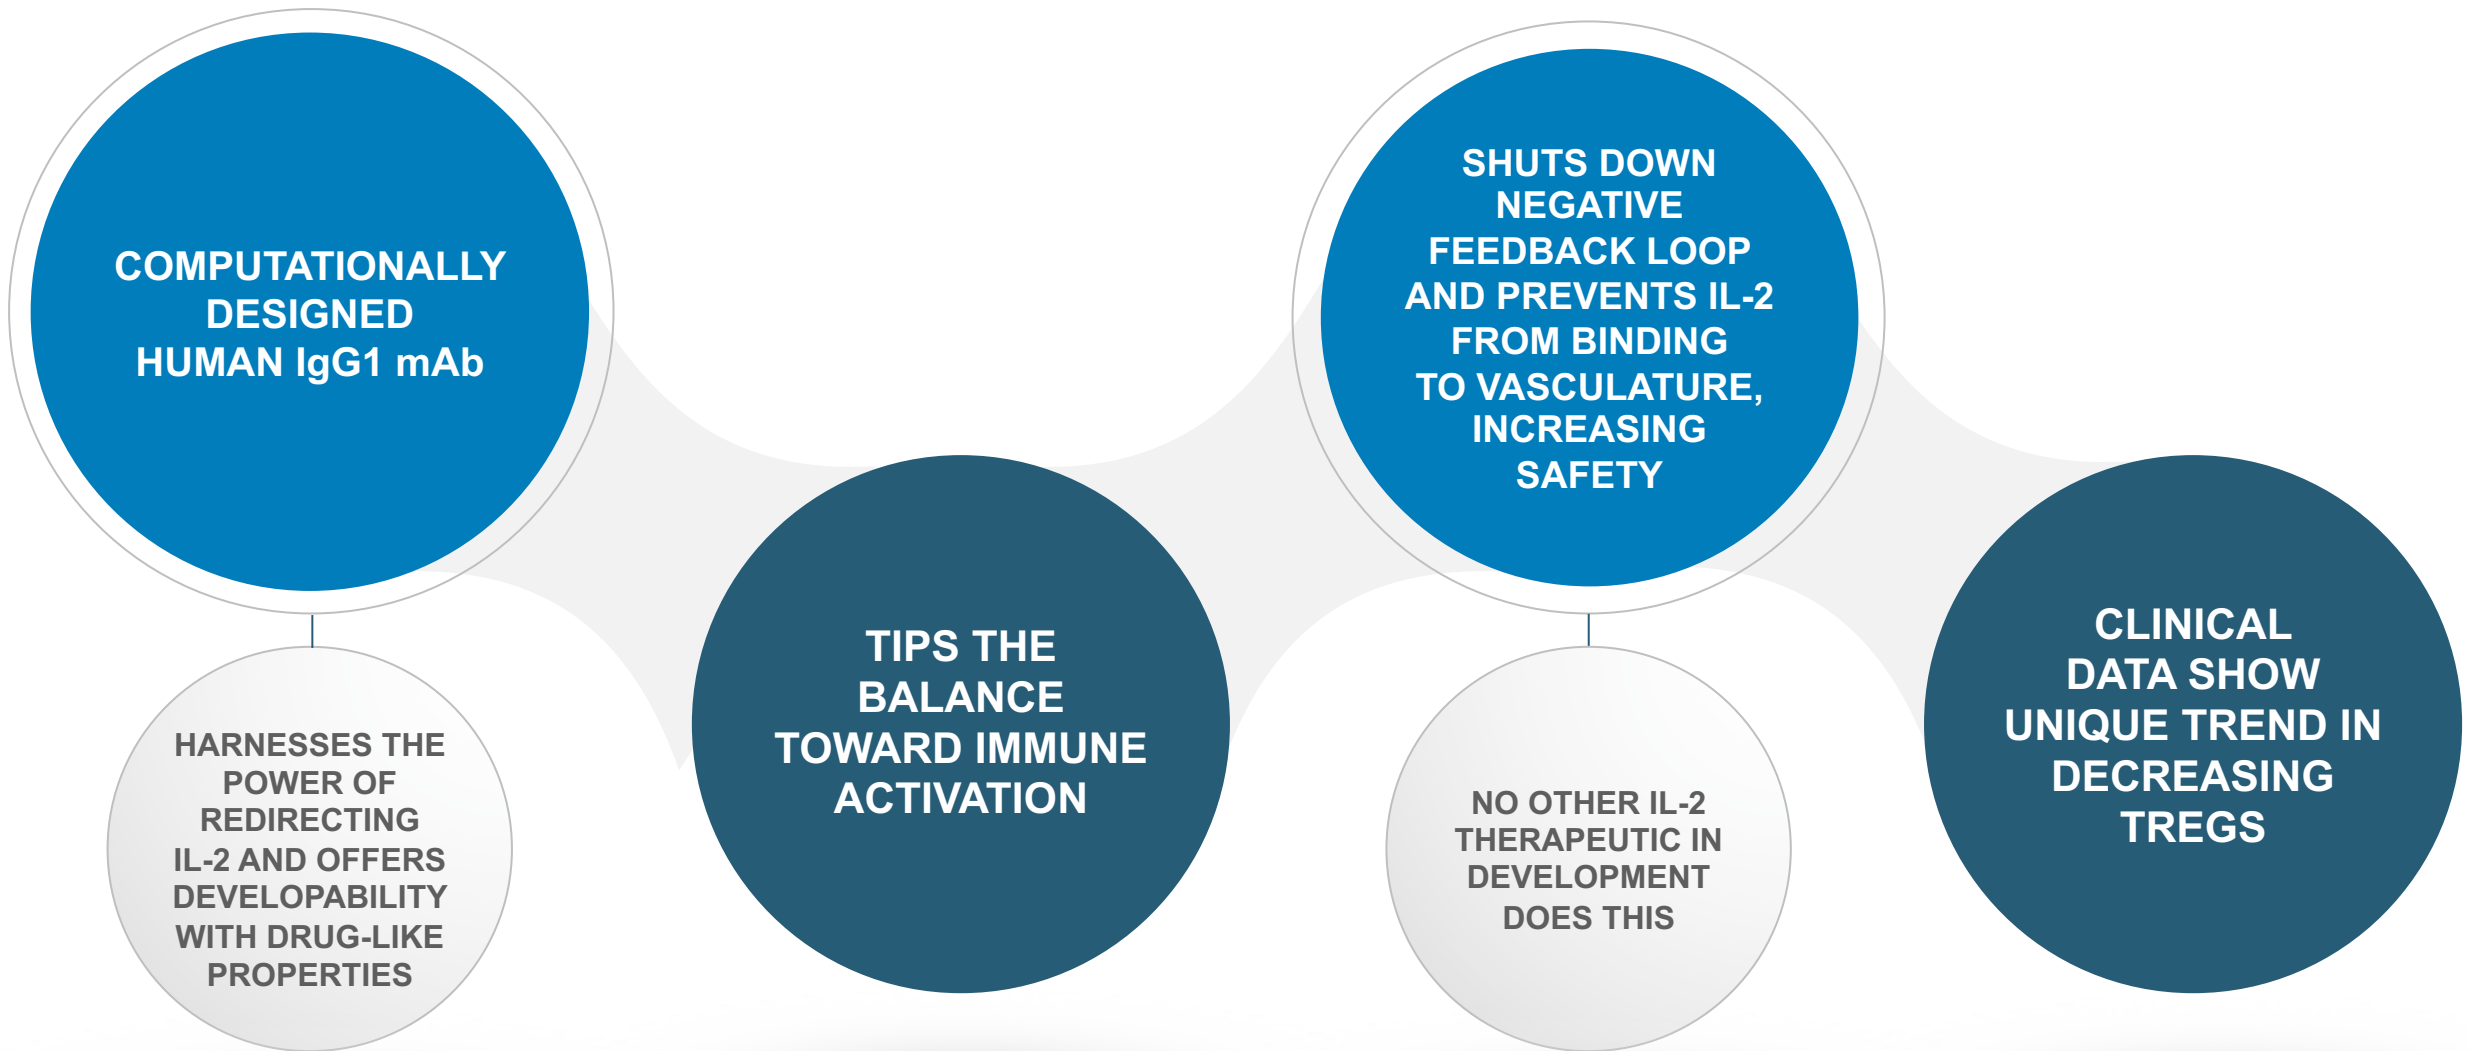 COMPUTATIONALLY
DESIGNED
HUMAN IgG1 mAb
HARNESSES THE
POWER OF
REDIRECTING
IL-2 AND OFFERS
DEVELOPABILITY
WITH DRUG-LIKE
PROPERTIES
TIPS THE
BALANCE
TOWARD IMMUNE
ACTIVATION
SHUTS DOWN
NEGATIVE
FEEDBACK LOOP
AND PREVENTS IL-2
FROM BINDING
TO VASCULATURE,
INCREASING
SAFETY
NO OTHER IL-2
THERAPEUTIC IN
DEVELOPMENT
DOES THIS
CLINICAL
DATA SHOW
UNIQUE TREND IN
DECREASING
TREGS